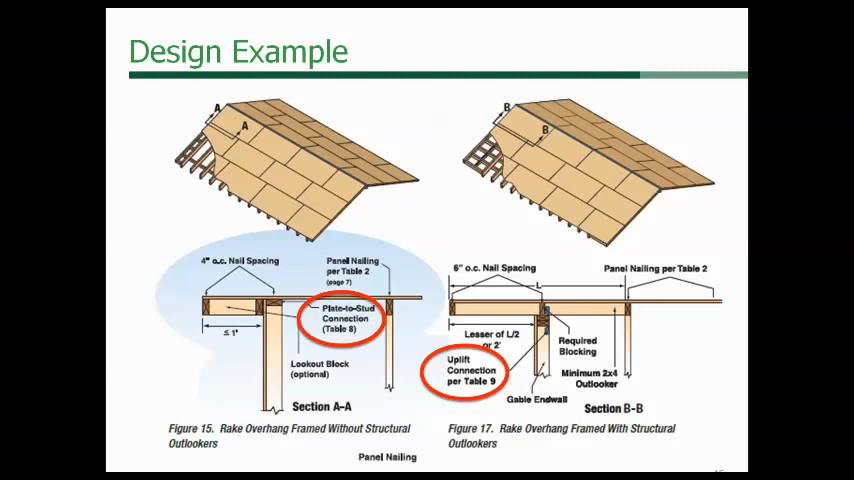 Design Example
A
A
B
B
4" o.c. Nail Spacing
Panel Nailing
per Table 2
(page 7)
Plate-to-Stud
Connection
(Table 8)
≤ 1'
Lookout Block
(optional)
Section A-A
Figure 15. Rake Overhang Framed Without Structural
Outlookers
6" o.c. Nail Spacing
Panel Nailing per Table 2
L
Lesser of L/2
or 2'
Uplift
Connection
per Table 9
Required
Blocking
Minimum 2x4
Outlooker
Gable Endwall
Section B-B
Figure 17. Rake Overhang Framed With Structural
Outlookers
Panel Nailing